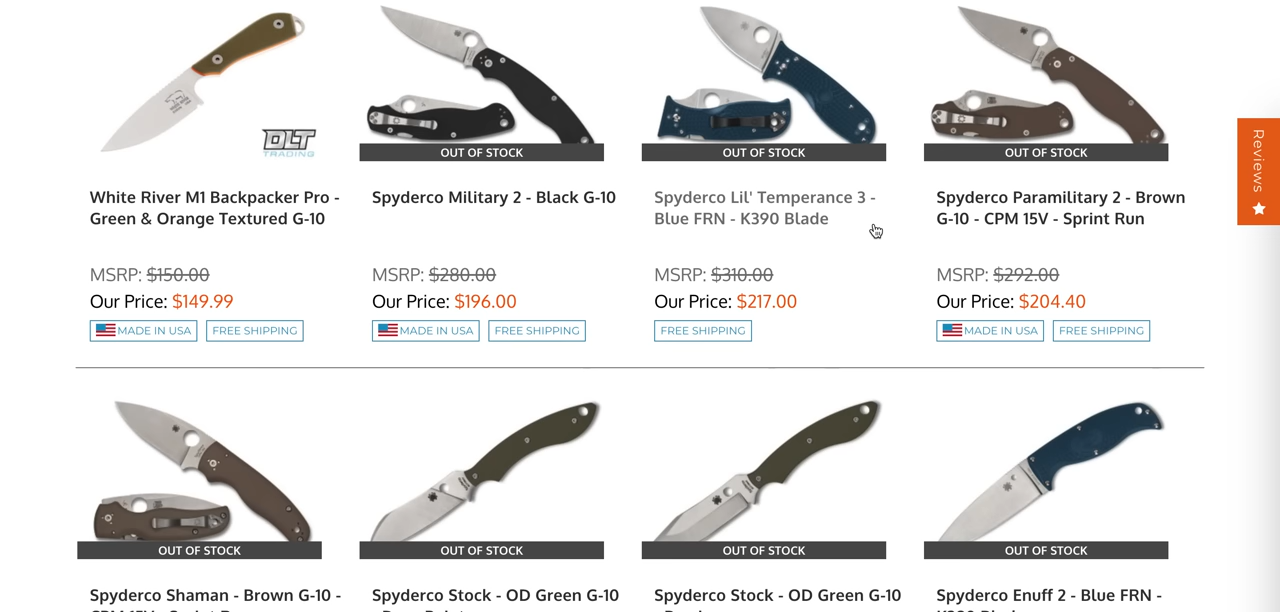 DLT
TRADING
OUT OF STOCK
OUT OF STOCK
OUT OF STOCK
White River M1 Backpacker Pro -
Green & Orange Textured G-10
Spyderco Military 2 - Black G-10
Spyderco Lil' Temperance 3 -
Blue FRN - K390 Blade
Spyderco Paramilitary 2 - Brown
G-10 - CPM 15V - Sprint Run
MSRP: $150.00
Our Price: $149.99
MADE IN USA
FREE SHIPPING
MSRP: $280.00
Our Price: $196.00
MADE IN USA
FREE SHIPPING
MSRP: $310.00
Our Price: $217.00
FREE SHIPPING
MSRP: $292.00
Our Price: $204.40
MADE IN USA
FREE SHIPPING
Reviews
OUT OF STOCK
OUT OF STOCK
OUT OF STOCK
OUT OF STOCK
Spyderco Shaman - Brown G-10 -
Spyderco Stock - OD Green G-10
Spyderco Stock - OD Green G-10
Spyderco Enuff 2 - Blue FRN -